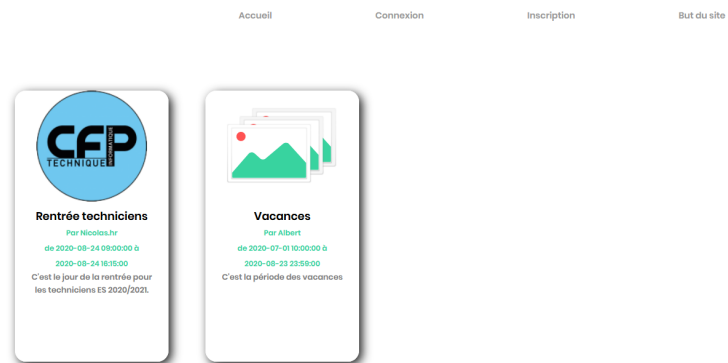 Accueil Connexion Inscription But du site
CFP
TECHNIQUE INFORMATIQUE
Rentrée techniciens
Par Nicolas.hr
de 2020-08-24 09:00:00 à
2020-08-24 16:15:00
C'est le jour de la rentrée pour
les techniciens ES 2020/2021.
Vacances
Par Albert
de 2020-07-01 10:00:00 à
2020-08-23 23:59:00
C'est la période des vacances